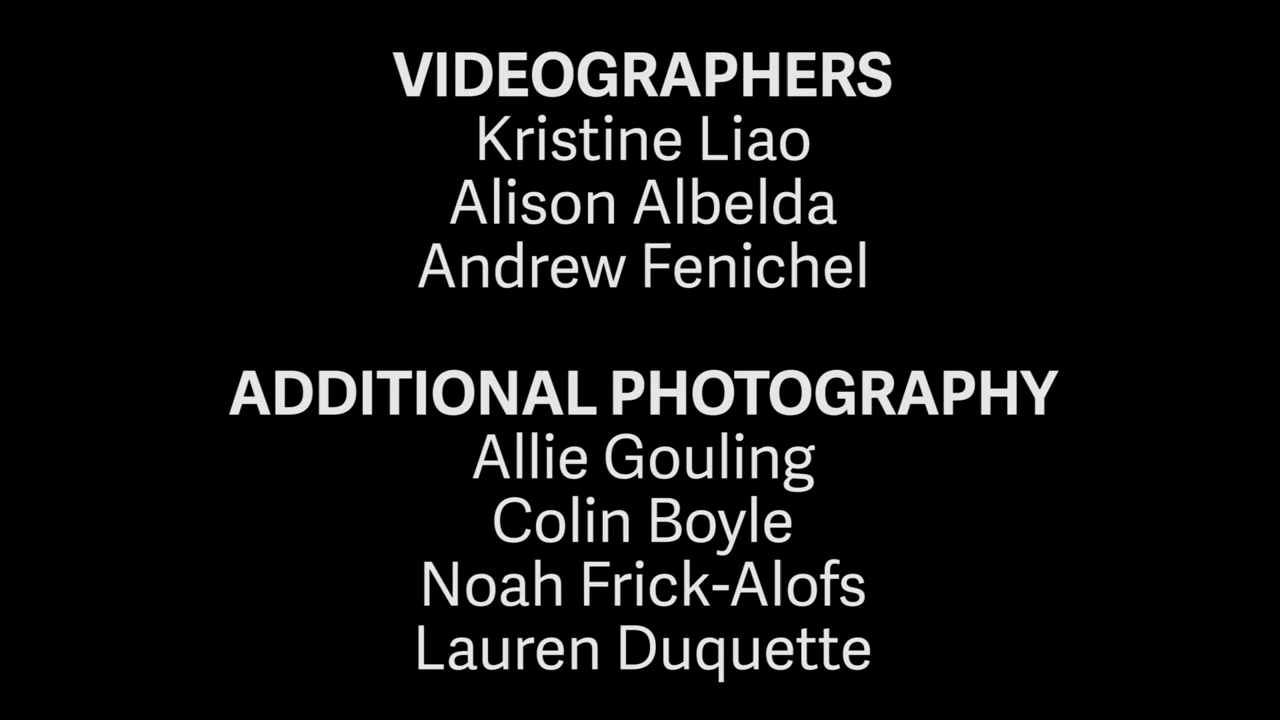 VIDEOGRAPHERS
Kristine Liao
Alison Albelda
Andrew Fenichel
ADDITIONAL PHOTOGRAPHY
Allie Gouling
Colin Boyle
Noah Frick-Alofs
Lauren Duquette